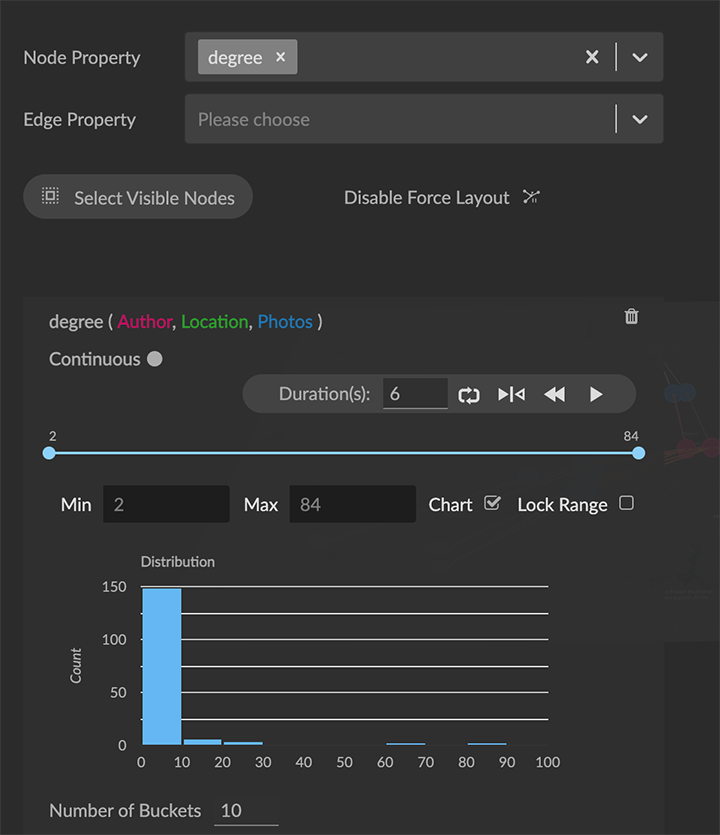 Node Property degree ×
Edge Property Please choose
Select Visible Nodes Disable Force Layout
degree ( Author, Location, Photos )
Continuous
Duration(s): 6
2 84
Min 2 Max 84 Chart Lock Range
Distribution
150
100
50
0
Count
0 10 20 30 40 50 60 70 80 90 100
Number of Buckets 10